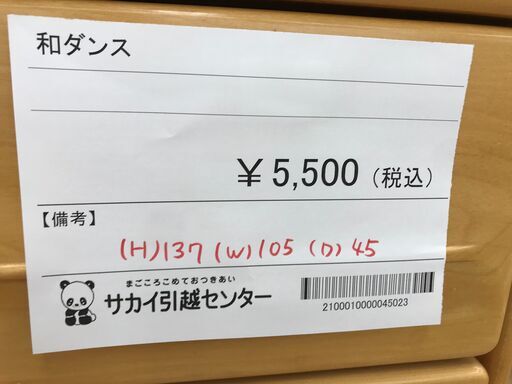 和ダンス
￥5,500（税込）
【備考】
(H)137 (W)105 (D)45
まごころこめておつきあい
サカイ引越センター
2100010000045023